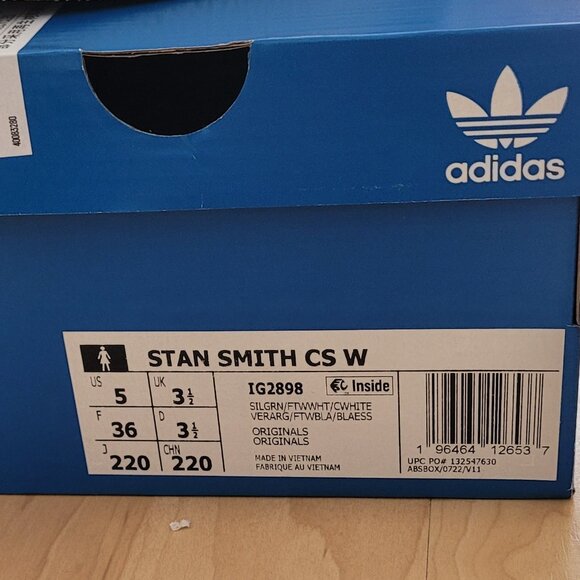 40083280
adidas
STAN SMITH CS W
US 5 UK 3½
F 36 D 3½
J 220 CHN 220
IG2898 Inside
SILGRN/FTWWHT/CWHITE
VERARG/FTWBLA/BLAESS
ORIGINALS
ORIGINALS
MADE IN VIETNAM
FABRIQUE AU VIETNAM
1 96464 12653 7
UPC PO# 132547630
ABSBOX/0722/V11